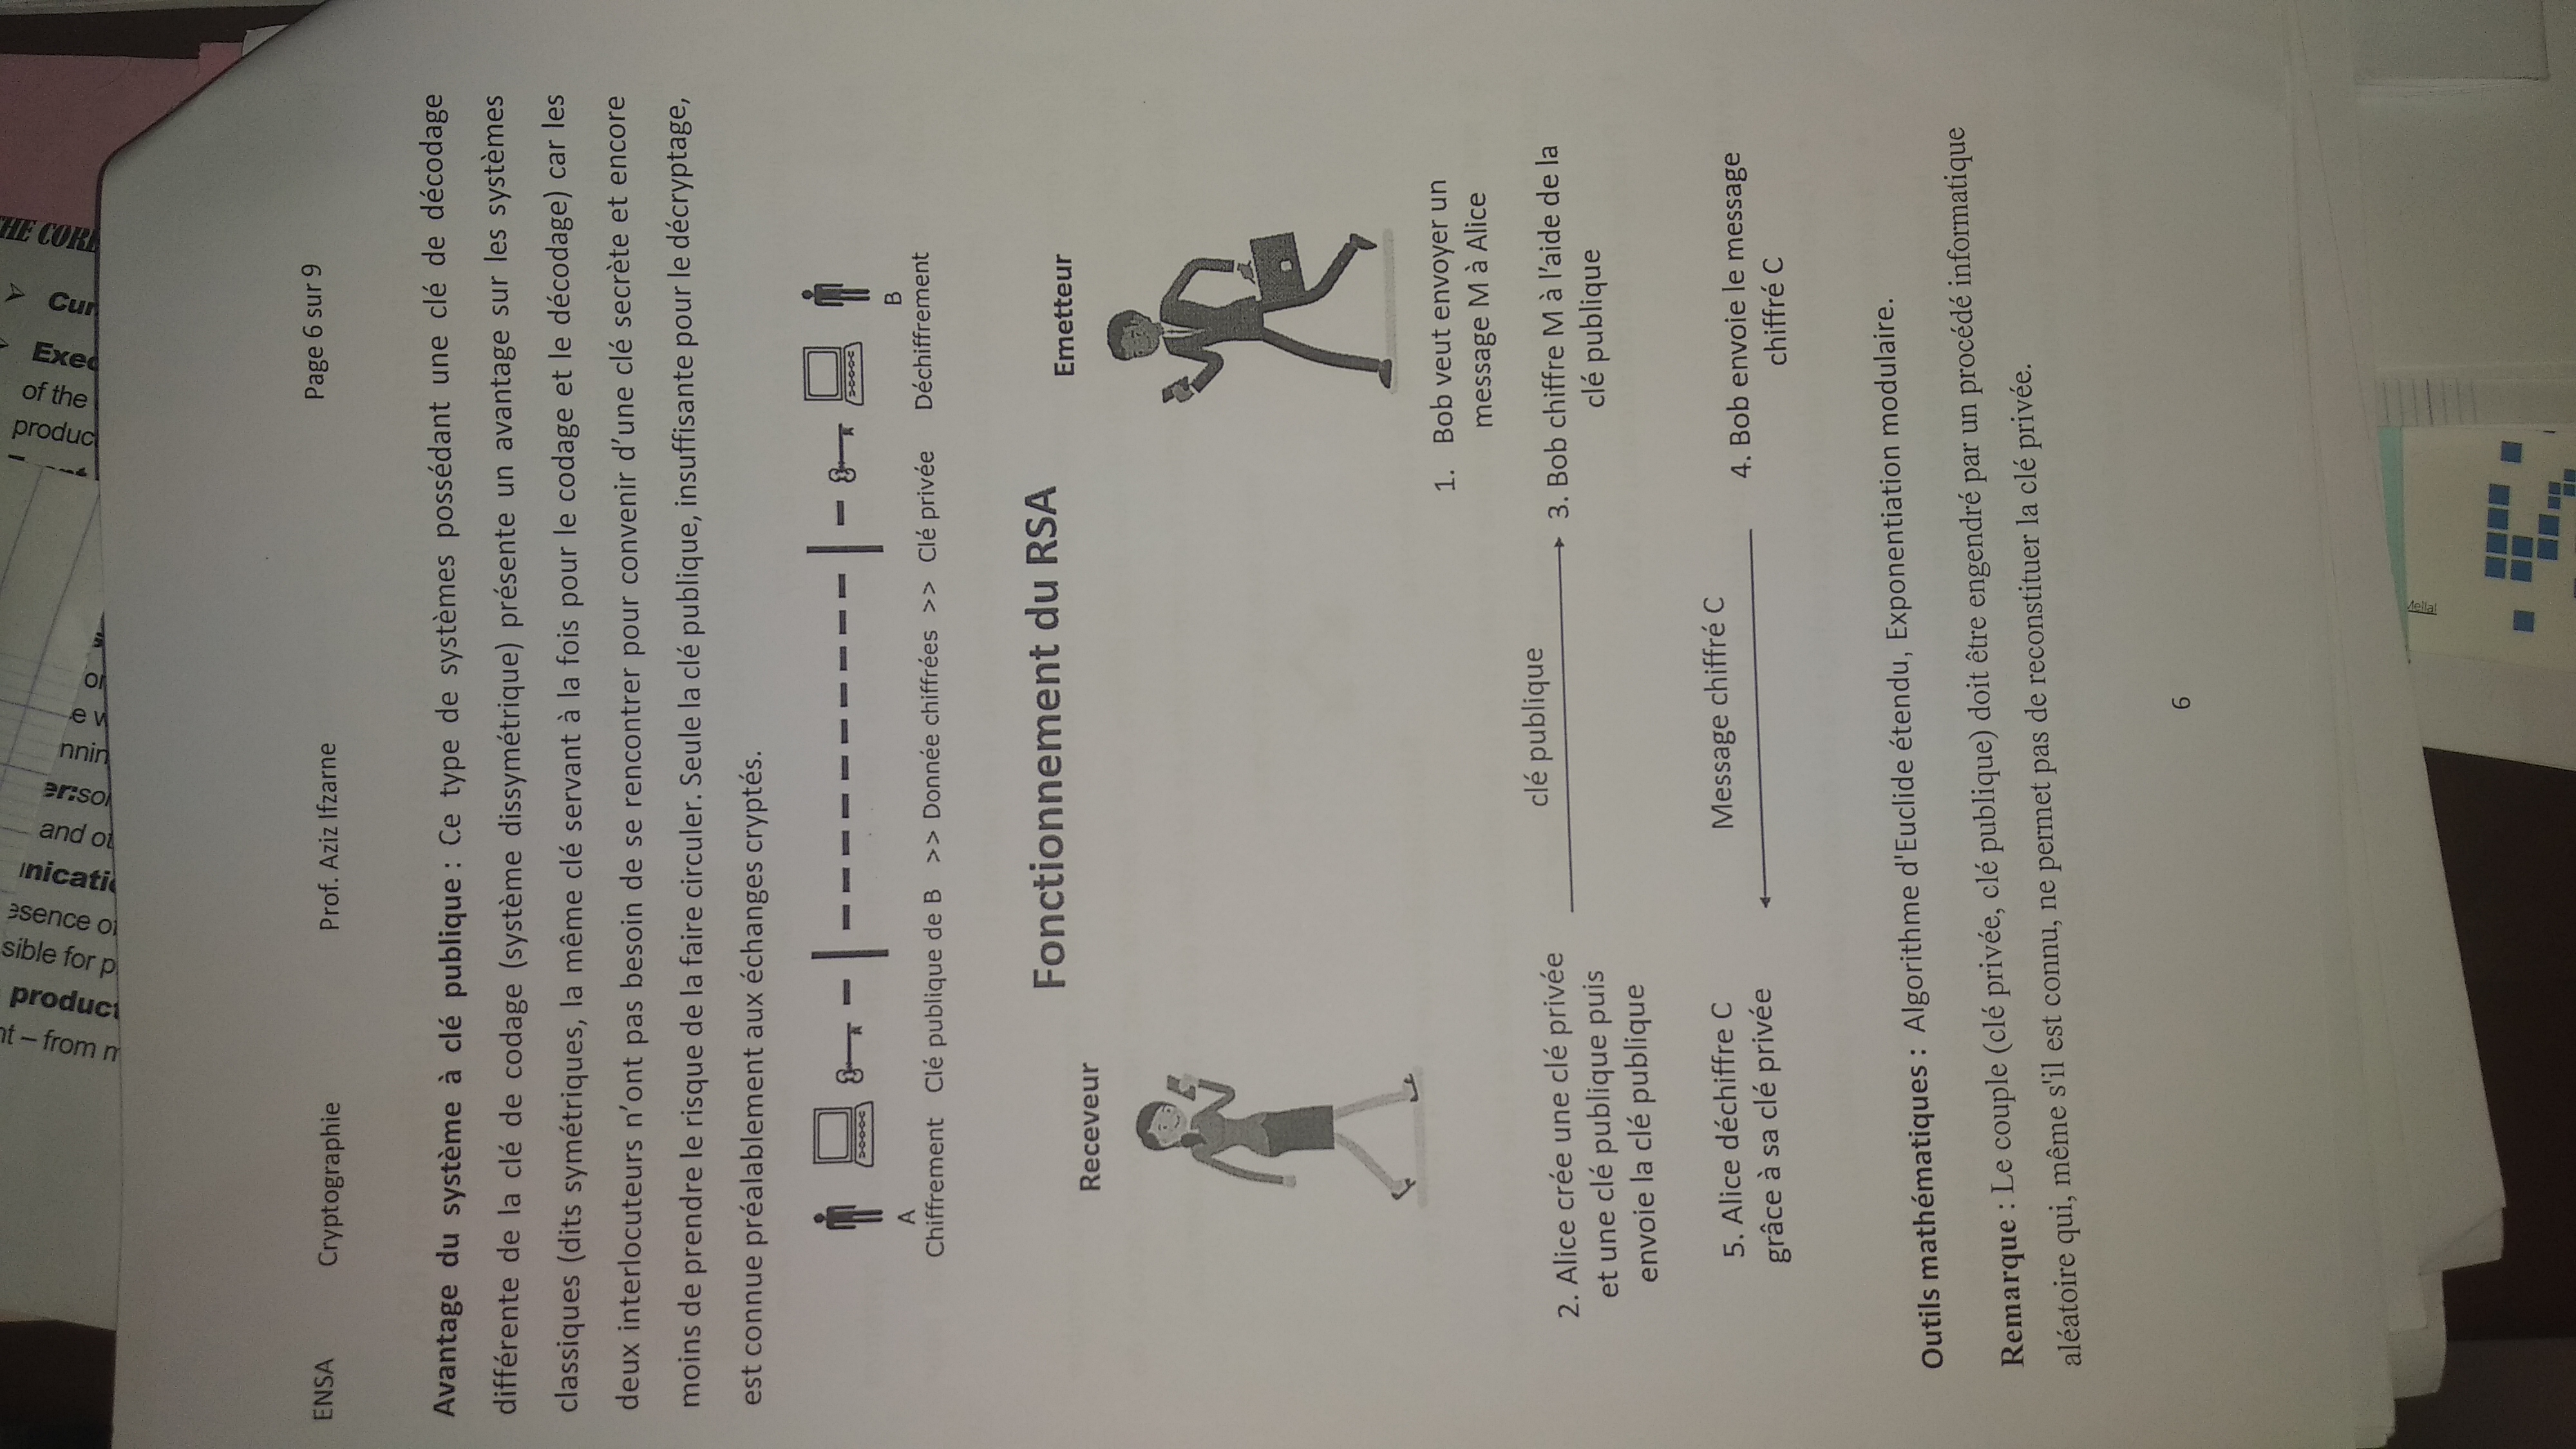 ENSA Cryptographie Prof. Aziz Ifzarne Page 6 sur 9
Avantage du système à clé publique : Ce type de systèmes possédant une clé de décodage
différente de la clé de codage (système dissymétrique) présente un avantage sur les systèmes
classiques (dits symétriques, la même clé servant à la fois pour le codage et le décodage) car les
deux interlocuteurs n'ont pas besoin de se rencontrer pour convenir d'une clé secrète et encore
moins de prendre le risque de la faire circuler. Seule la clé publique, insuffisante pour le décryptage,
est connue préalablement aux échanges cryptés.
A B
Chiffrement Clé publique de B >> Donnée chiffrées >> Clé privée Déchiffrement
Fonctionnement du RSA
Receveur Emetteur
1. Bob veut envoyer un
message M à Alice
2. Alice crée une clé privée
et une clé publique puis
envoie la clé publique
clé publique
3. Bob chiffre M à l'aide de la
clé publique
Message chiffré C
4. Bob envoie le message
chiffré C
5. Alice déchiffre C
grâce à sa clé privée
Outils mathématiques : Algorithme d'Euclide étendu, Exponentiation modulaire.
Remarque : Le couple (clé privée, clé publique) doit être engendré par un procédé informatique
aléatoire qui, même s'il est connu, ne permet pas de reconstituer la clé privée.
6
THE COR
Cur
Exec
of the
produc
or
e v
nnin
and ot
nicati
esence of
sible for p
product
nt – from m
Mellal